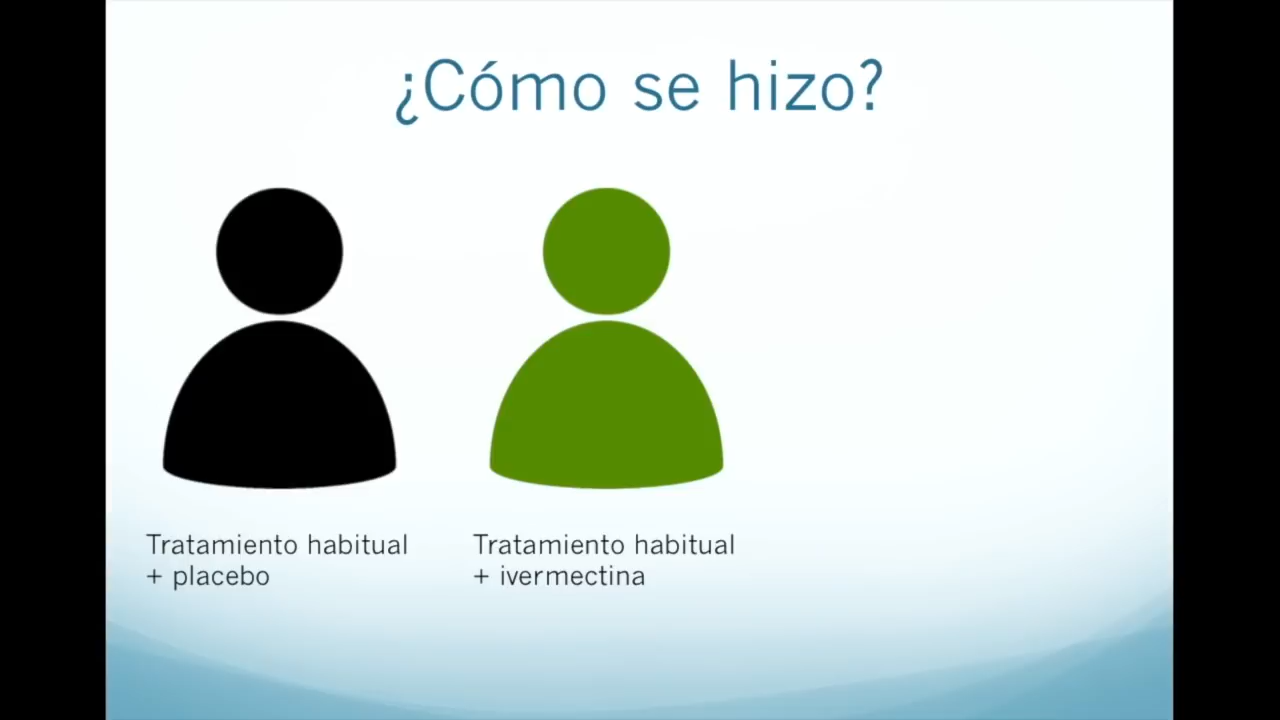 ¿Cómo se hizo?
Tratamiento habitual
+ placebo
Tratamiento habitual
+ ivermectina